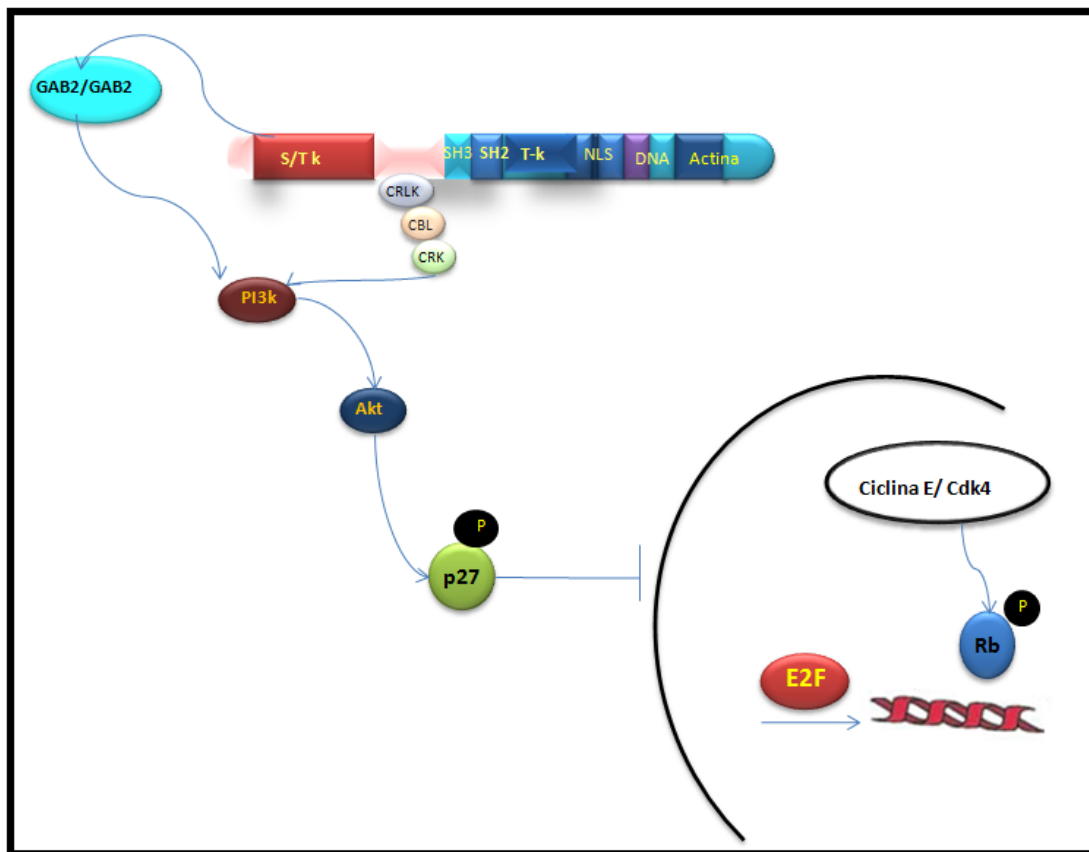 GAB2/GAB2
S/T k
SH3
SH2
T-k
NLS
DNA
Actina
CRLK
CBL
CRK
PI3k
Akt
P
p27
Ciclina E/ Cdk4
P
Rb
E2F